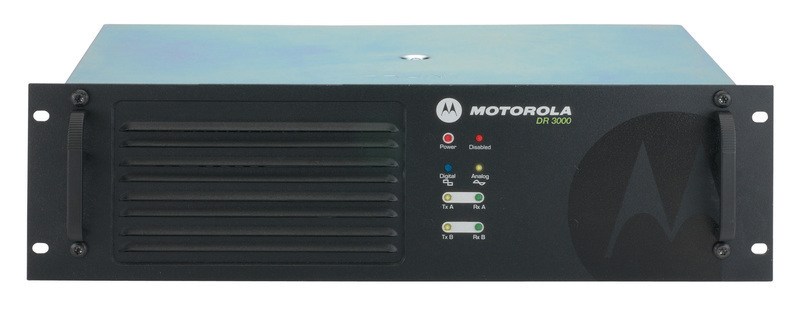 MOTOROLA
DR 3000
Power Disabled
Digital Analog
Tx A Rx A
Tx B Rx B